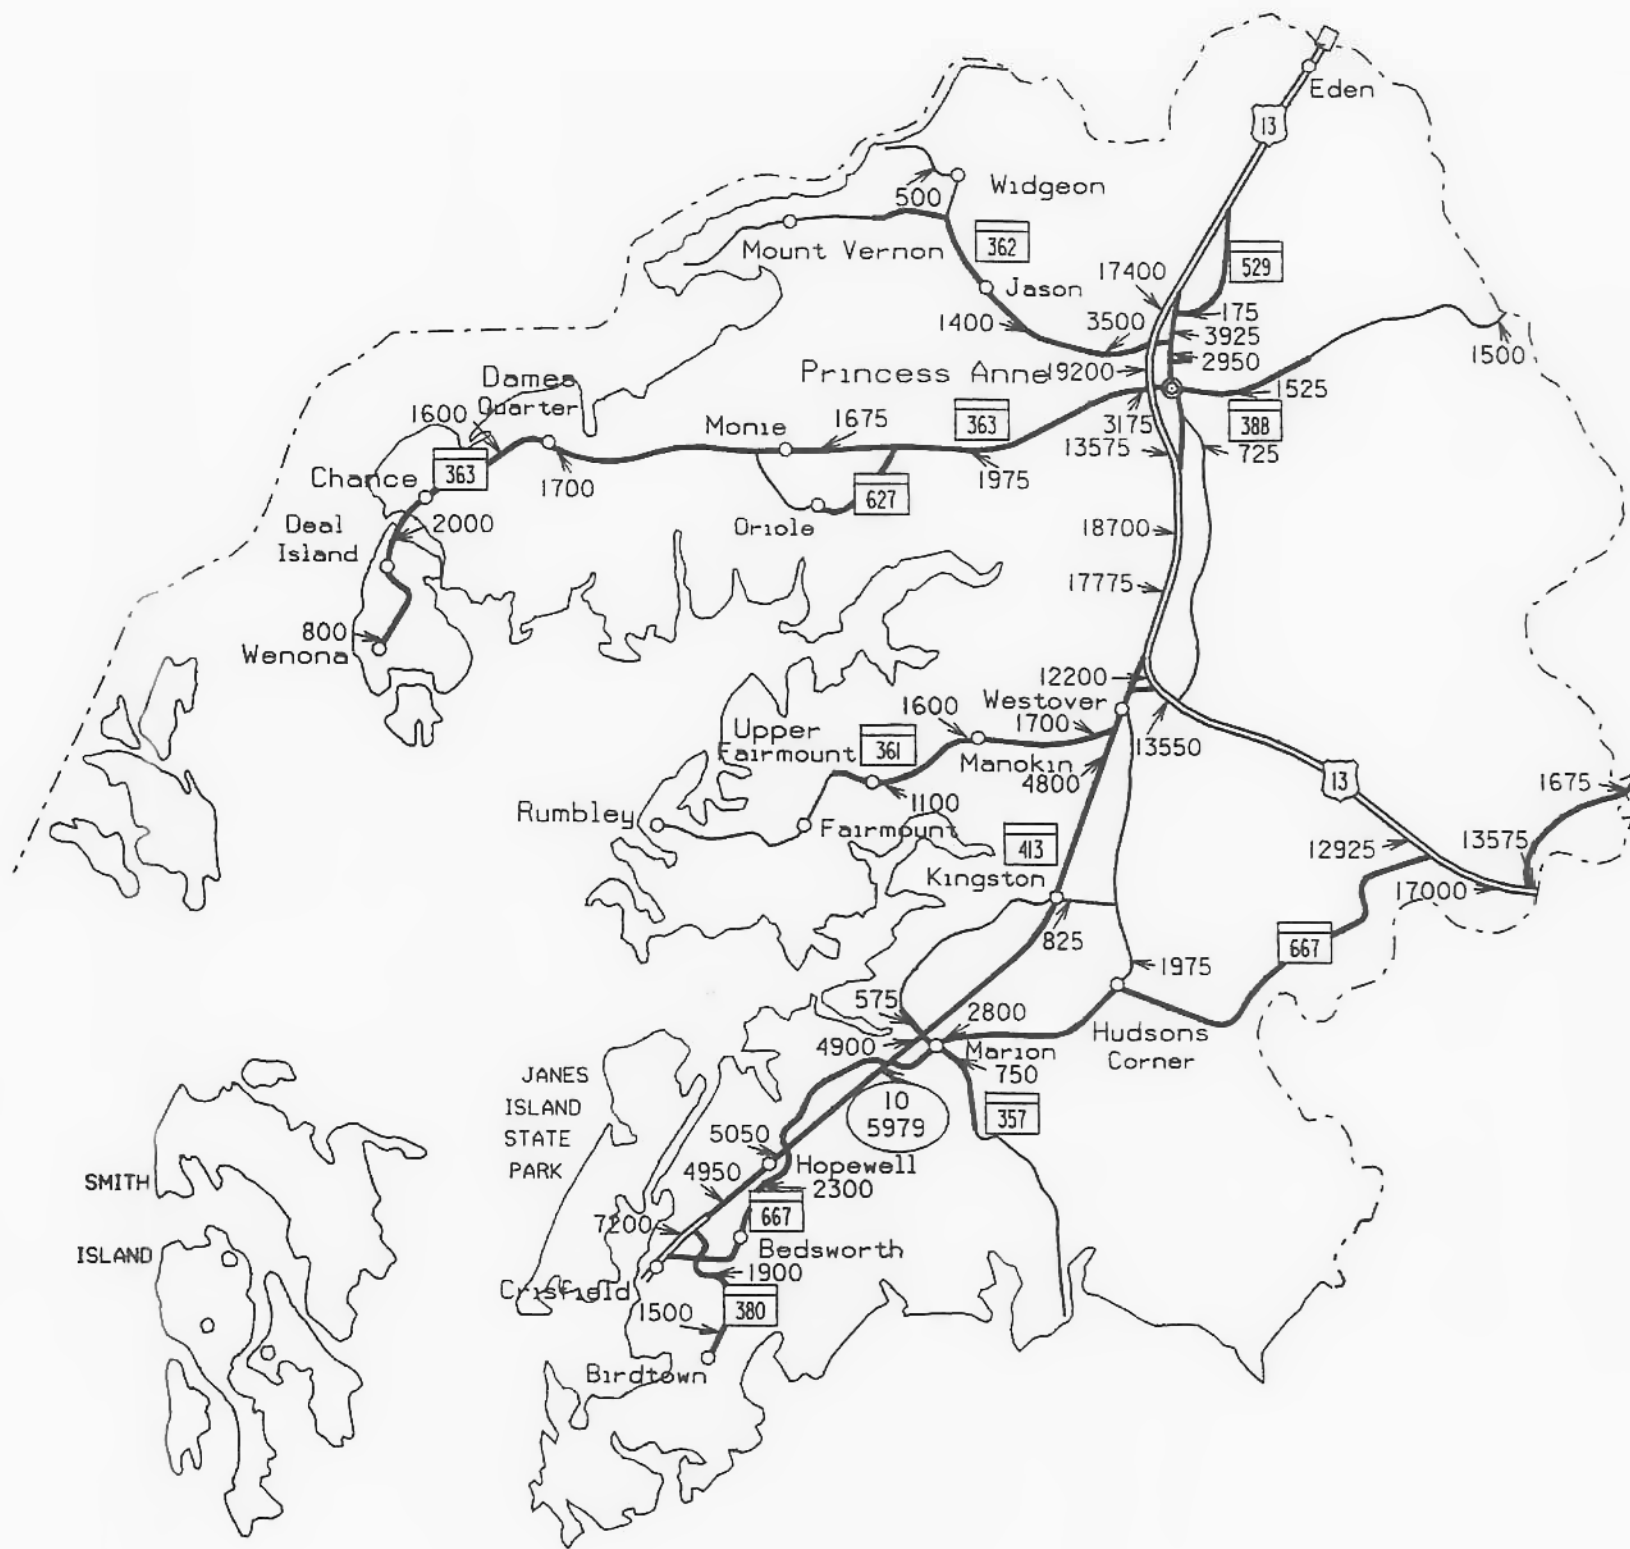 Eden
13
Widgeon
500
Mount Vernon
362
Jason
17400
529
1400
3500
175
3925
2950
1500
Princess Anne
19200
1525
388
Dames
Quarter
1600
Monie
1675
363
3175
13575
725
Chance
363
1700
1975
627
Oriole
Deal
Island
2000
18700
17775
800
Wenona
12200
Westover
1600
1700
13550
Upper
Fairmount
361
Manokin
4800
13
1675
Rumbley
1100
Fairmount
413
12925
13575
Kingston
17000
825
667
1975
575
2800
4900
Marion
750
Hudsons
Corner
JANES
ISLAND
STATE
PARK
10
5979
357
5050
Hopewell
4950
2300
SMITH
667
7200
Bedsworth
ISLAND
1900
Crisfield
1500
380
Birdtown